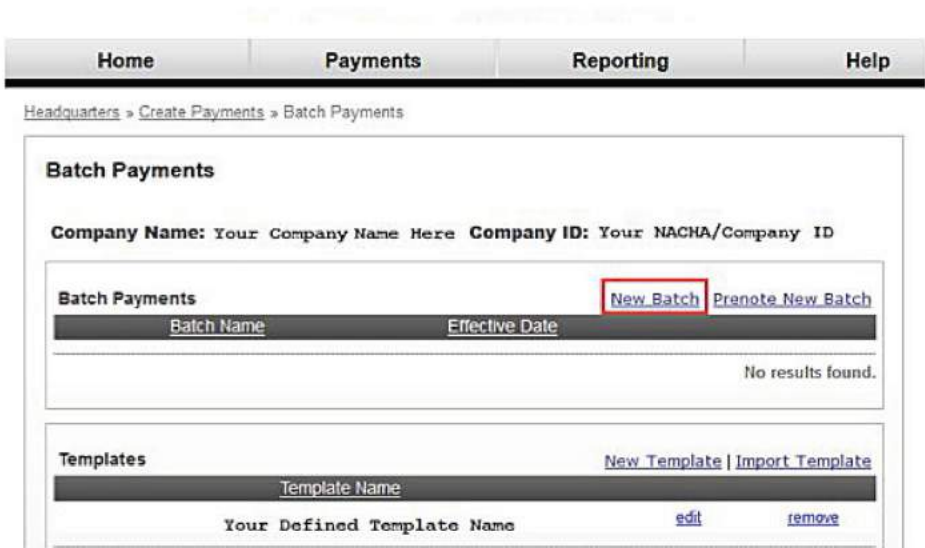 Home Payments Reporting Help
Headquarters » Create Payments » Batch Payments
Batch Payments
Company Name: Your Company Name Here Company ID: Your NACHA/Company ID
Batch Payments New Batch Prenote New Batch
Batch Name Effective Date
No results found.
Templates New Template | Import Template
Template Name
Your Defined Template Name edit remove